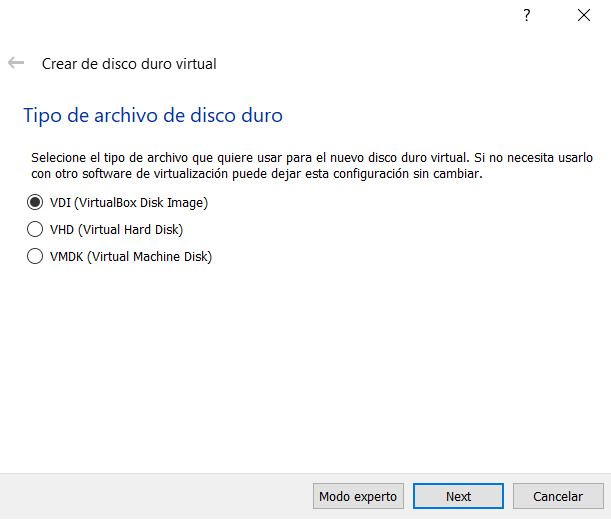 ?
Crear de disco duro virtual
Tipo de archivo de disco duro
Selecione el tipo de archivo que quiere usar para el nuevo disco duro virtual. Si no necesita usarlo
con otro software de virtualización puede dejar esta configuración sin cambiar.
VDI (VirtualBox Disk Image)
VHD (Virtual Hard Disk)
VMDK (Virtual Machine Disk)
Modo experto Next Cancelar